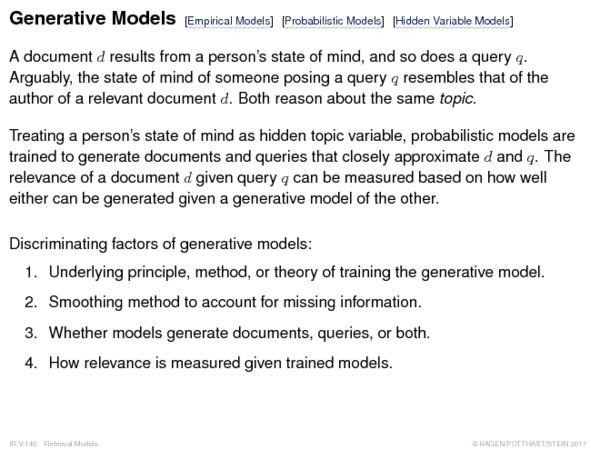 Generative Models [Empirical Models] [Probabilistic Models] [Hidden Variable Models]
A document d results from a person's state of mind, and so does a query q.
Arguably, the state of mind of someone posing a query q resembles that of the
author of a relevant document d. Both reason about the same topic.
Treating a person's state of mind as hidden topic variable, probabilistic models are
trained to generate documents and queries that closely approximate d and q. The
relevance of a document d given query q can be measured based on how well
either can be generated given a generative model of the other.
Discriminating factors of generative models:
1. Underlying principle, method, or theory of training the generative model.
2. Smoothing method to account for missing information.
3. Whether models generate documents, queries, or both.
4. How relevance is measured given trained models.
IR:V-140 Retrieval Models
© HAGEN/POTTHAST/STEIN 2017